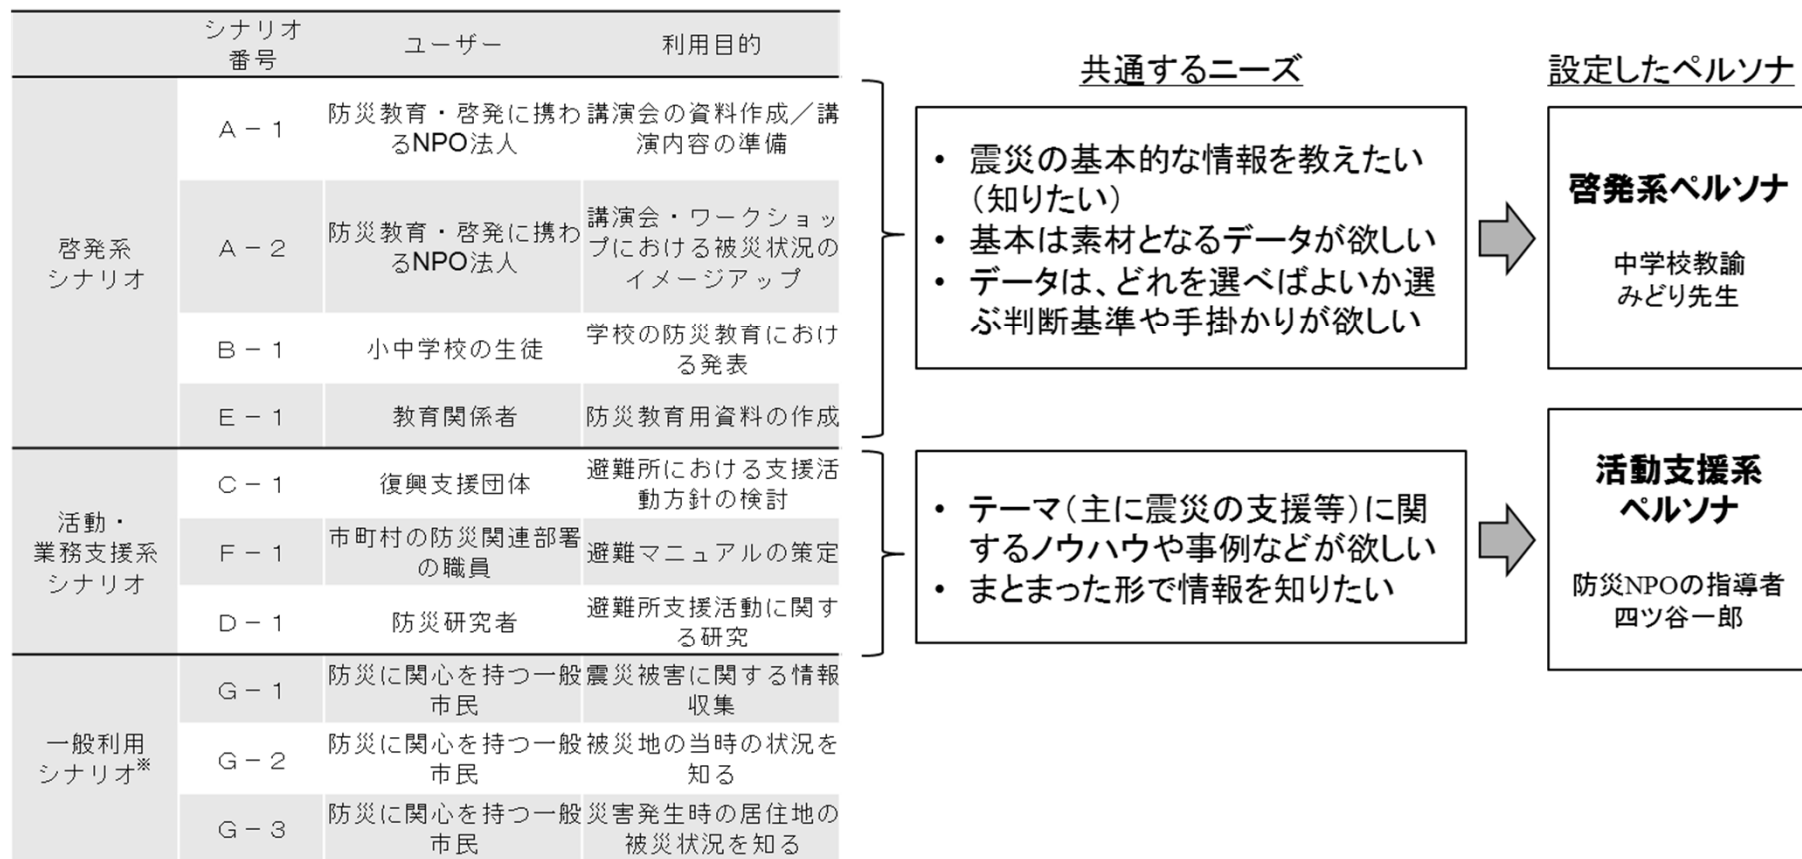 シナリオ
番号
ユーザー
利用目的
啓発系
シナリオ
A－1
防災教育・啓発に携わ
るNPO法人
講演会の資料作成／講
演内容の準備
A－2
防災教育・啓発に携わ
るNPO法人
講演会・ワークショッ
プにおける被災状況の
イメージアップ
B－1
小中学校の生徒
学校の防災教育におけ
る発表
E－1
教育関係者
防災教育用資料の作成
活動・
業務支援系
シナリオ
C－1
復興支援団体
避難所における支援活
動方針の検討
F－1
市町村の防災関連部署
の職員
避難マニュアルの策定
D－1
防災研究者
避難所支援活動に関す
る研究
一般利用
シナリオ※
G－1
防災に関心を持つ一般
市民
震災被害に関する情報
収集
G－2
防災に関心を持つ一般
市民
被災地の当時の状況を
知る
G－3
防災に関心を持つ一般
市民
災害発生時の居住地の
被災状況を知る
共通するニーズ
• 震災の基本的な情報を教えたい
（知りたい）
• 基本は素材となるデータが欲しい
• データは、どれを選べばよいか選
ぶ判断基準や手掛かりが欲しい
• テーマ（主に震災の支援等）に関
するノウハウや事例などが欲しい
• まとまった形で情報を知りたい
設定したペルソナ
啓発系ペルソナ
中学校教諭
みどり先生
活動支援系
ペルソナ
防災NPOの指導者
四ツ谷一郎